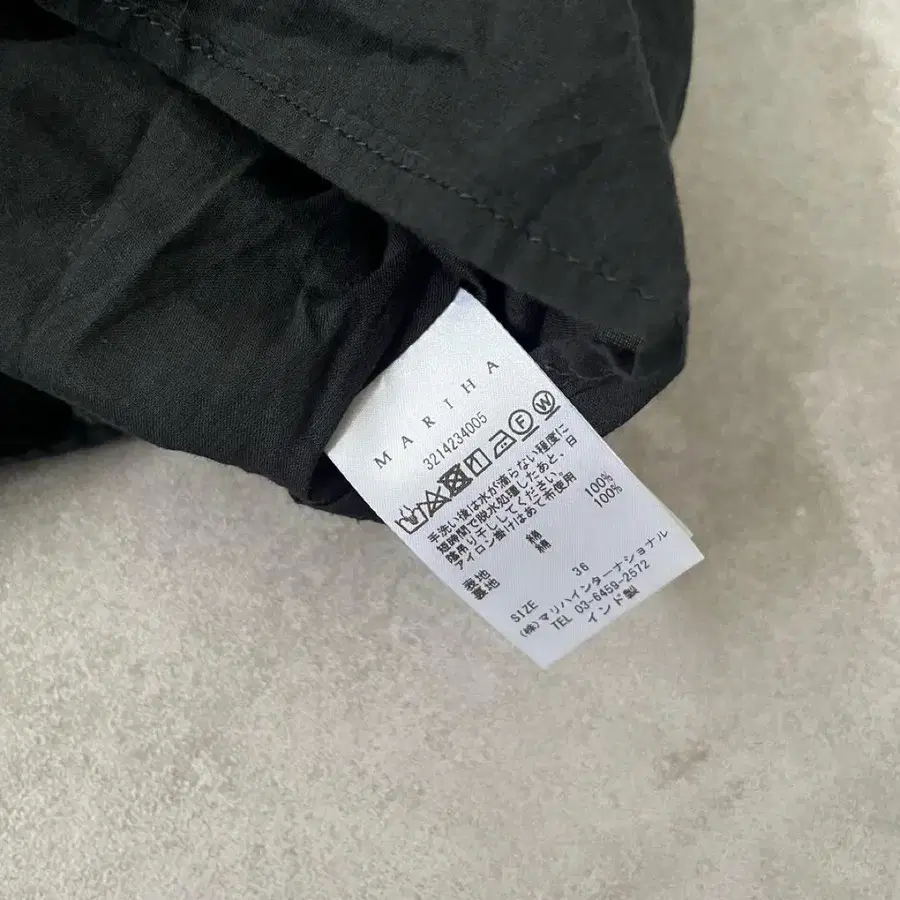 MARIHA
3214234005
F W
手洗い後は水が滴らない程度に
短時間で脱水処理したあと、日
陰吊り干ししてください。
アイロン掛けはあて布使用
表地 綿 100%
裏地 綿 100%
SIZE 36
(株)マリハインターナショナル
TEL 03-6459-2572
インド製